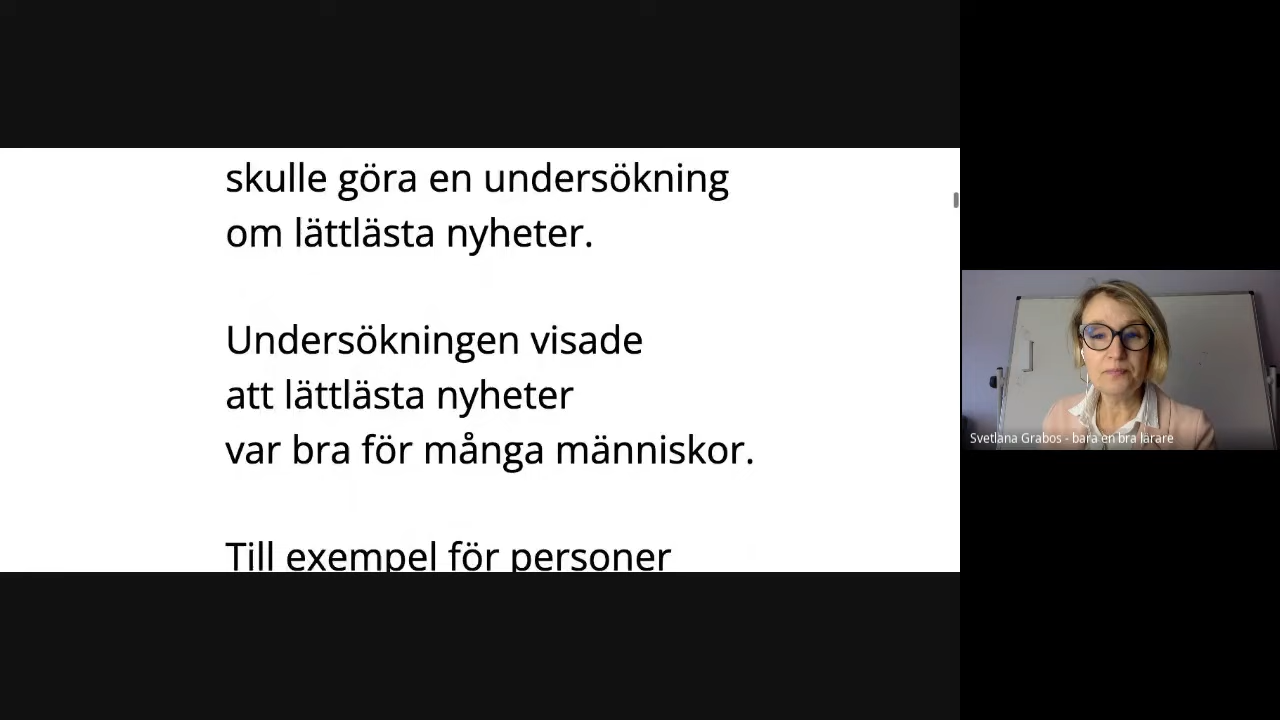 skulle göra en undersökning
om lättlästa nyheter.
Undersökningen visade
att lättlästa nyheter
var bra för många människor.
Till exempel för personer
Svetlana Grabos - bara en bra lärare